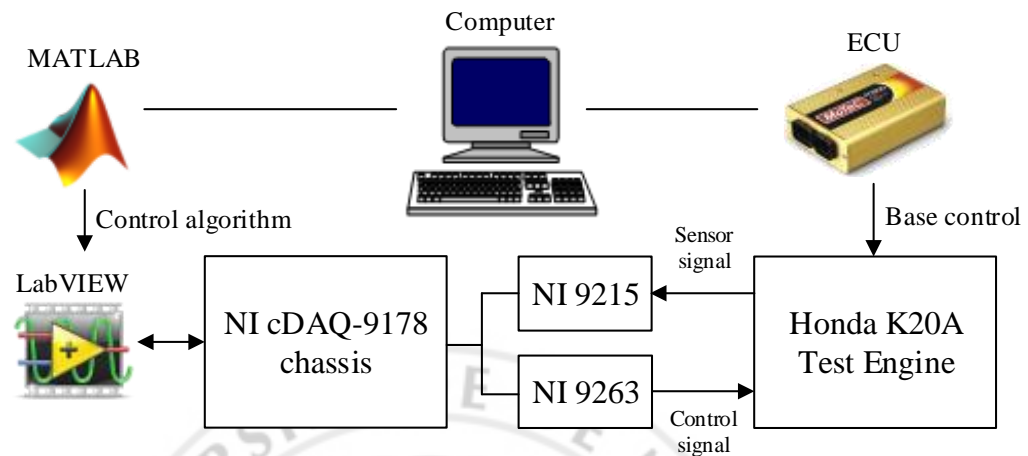 Computer
MATLAB
ECU
MoTeC
Control algorithm
Base control
Sensor
signal
LabVIEW
NI cDAQ-9178
chassis
NI 9215
NI 9263
Honda K20A
Test Engine
Control
signal